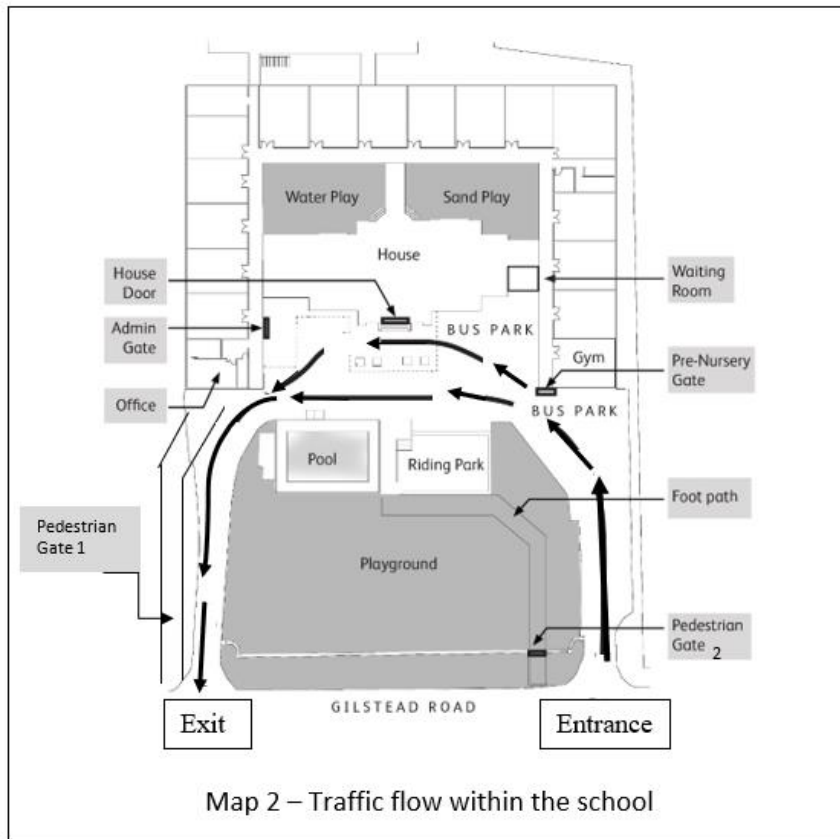 Water Play
Sand Play
House
House
Door
Waiting
Room
Admin
Gate
BUS PARK
Gym
Pre-Nursery
Gate
Office
BUS PARK
Pool
Riding Park
Foot path
Pedestrian
Gate 1
Playground
Pedestrian
Gate 2
GILSTEAD ROAD
Exit
Entrance
Map 2 – Traffic flow within the school